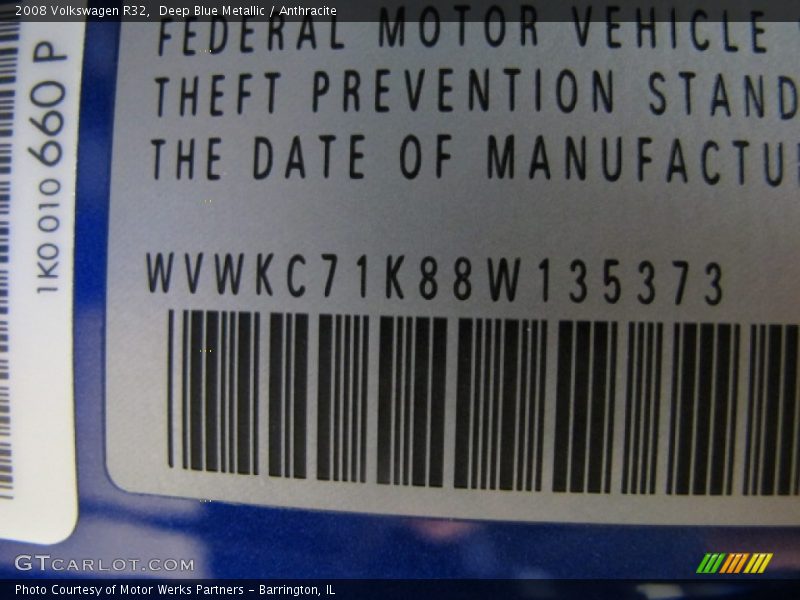 2008 Volkswagen R32, Deep Blue Metallic / Anthracite
FEDERAL MOTOR VEHICLE
THEFT PREVENTION STAND
THE DATE OF MANUFACTU
WVWKC71K88W135373
1K0 010 660 P
GTCARLOT.COM
Photo Courtesy of Motor Werks Partners - Barrington, IL